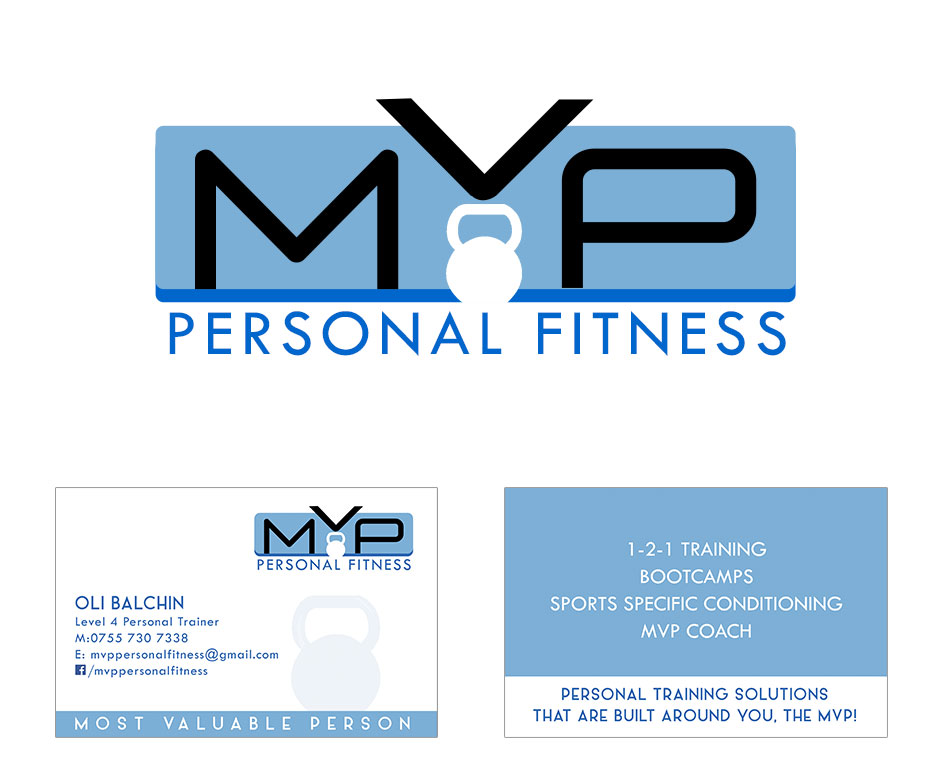 MVP
PERSONAL FITNESS
MVP
PERSONAL FITNESS
OLI BALCHIN
Level 4 Personal Trainer
M:0755 730 7338
E: mvppersonalfitness@gmail.com
/mvppersonalfitness
MOST VALUABLE PERSON
1-2-1 TRAINING
BOOTCAMPS
SPORTS SPECIFIC CONDITIONING
MVP COACH
PERSONAL TRAINING SOLUTIONS
THAT ARE BUILT AROUND YOU, THE MVP!